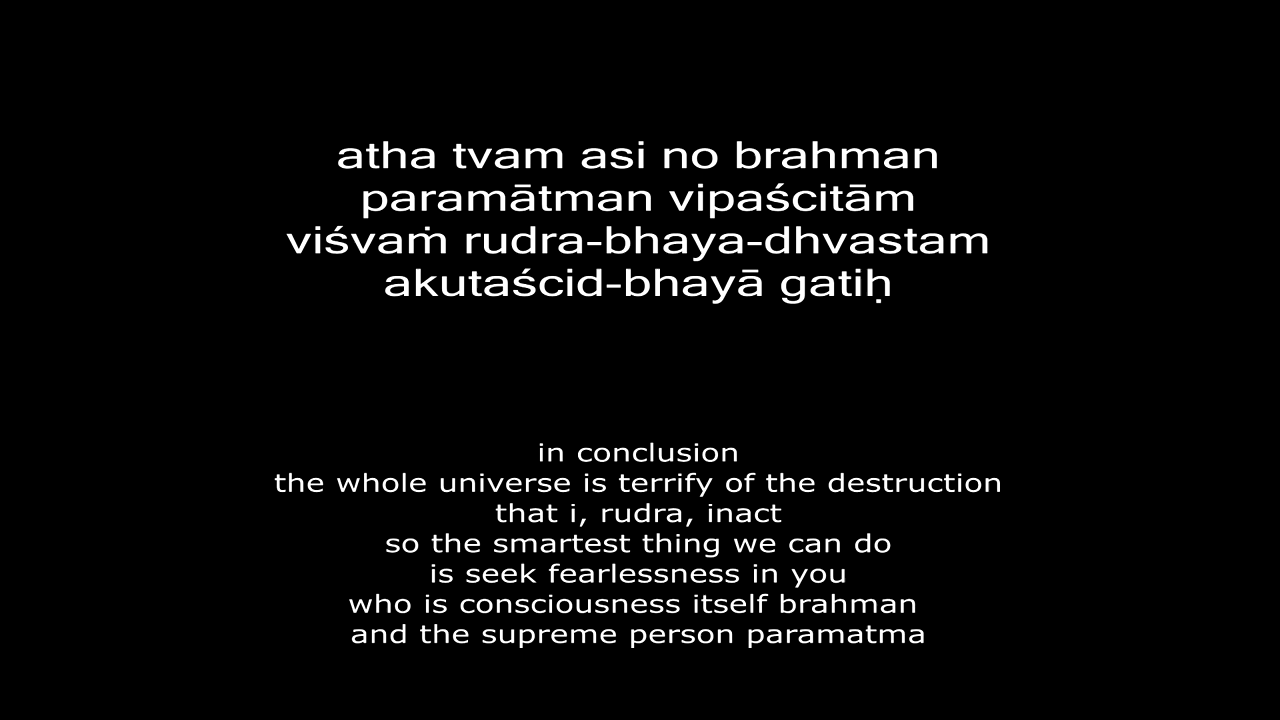 atha tvam asi no brahman
paramātman vipaścitām
viśvaṁ rudra-bhaya-dhvastam
akutaścid-bhayā gatiḥ
in conclusion
the whole universe is terrify of the destruction
that i, rudra, inact
so the smartest thing we can do
is seek fearlessness in you
who is consciousness itself brahman
and the supreme person paramatma